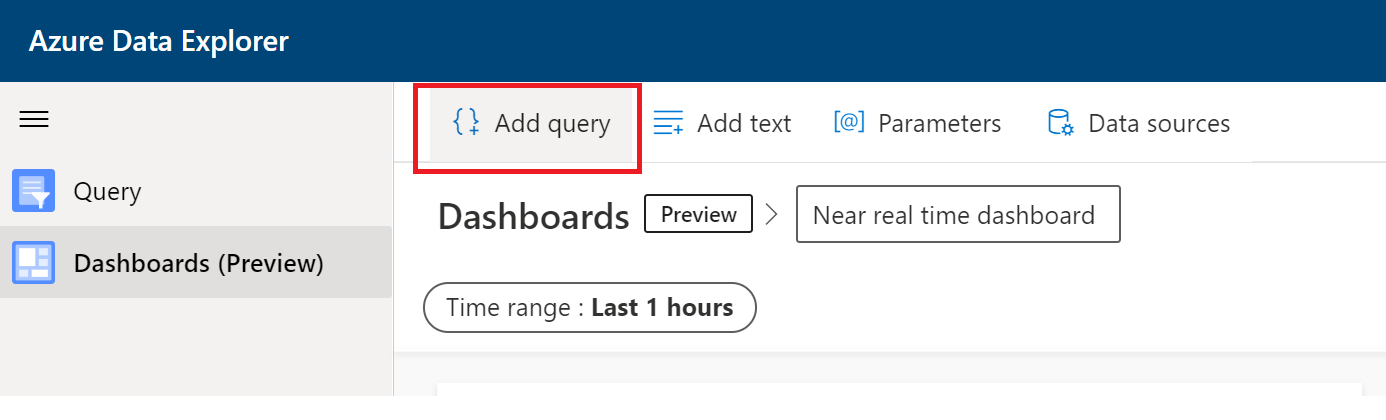 Azure Data Explorer
Add query Add text [@] Parameters Data sources
Query
Dashboards Preview > Near real time dashboard
Dashboards (Preview)
Time range : Last 1 hours